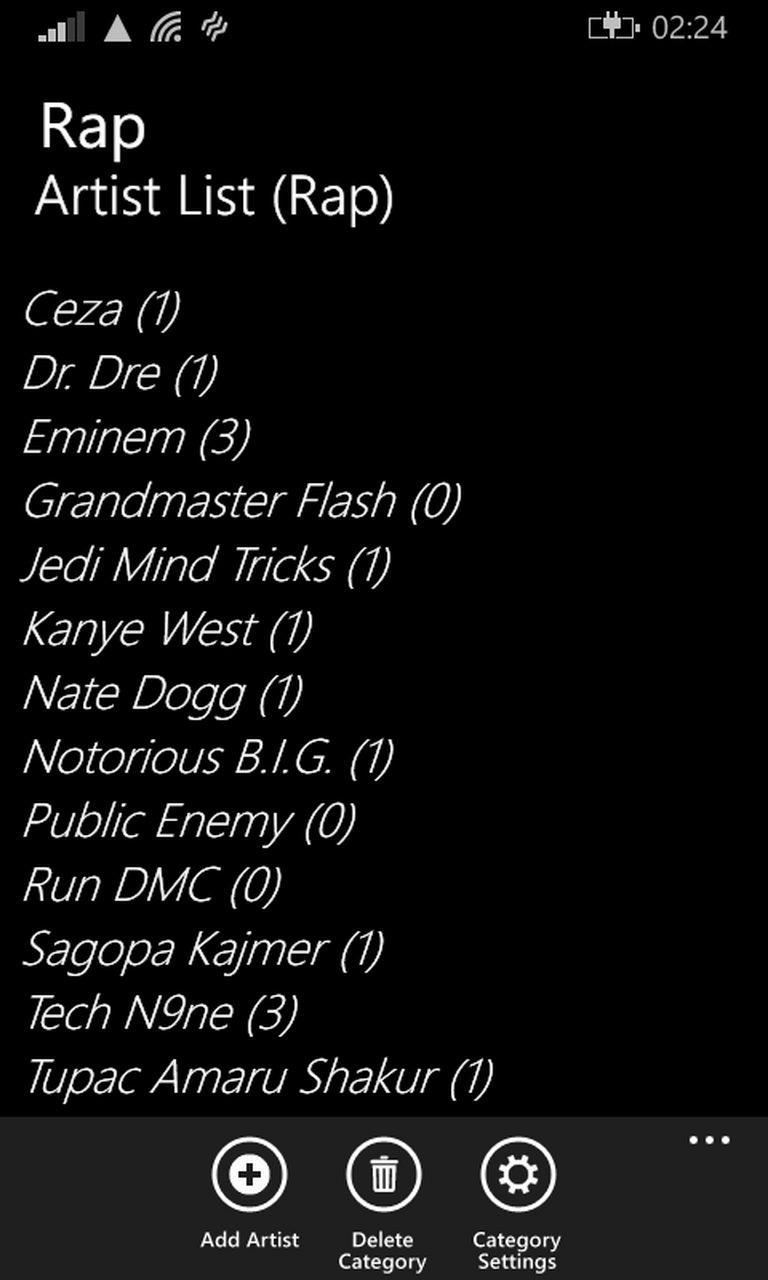 02:24
Rap
Artist List (Rap)
Ceza (1)
Dr. Dre (1)
Eminem (3)
Grandmaster Flash (0)
Jedi Mind Tricks (1)
Kanye West (1)
Nate Dogg (1)
Notorious B.I.G. (1)
Public Enemy (0)
Run DMC (0)
Sagopa Kajmer (1)
Tech N9ne (3)
Tupac Amaru Shakur (1)
Add Artist
Delete
Category
Category
Settings